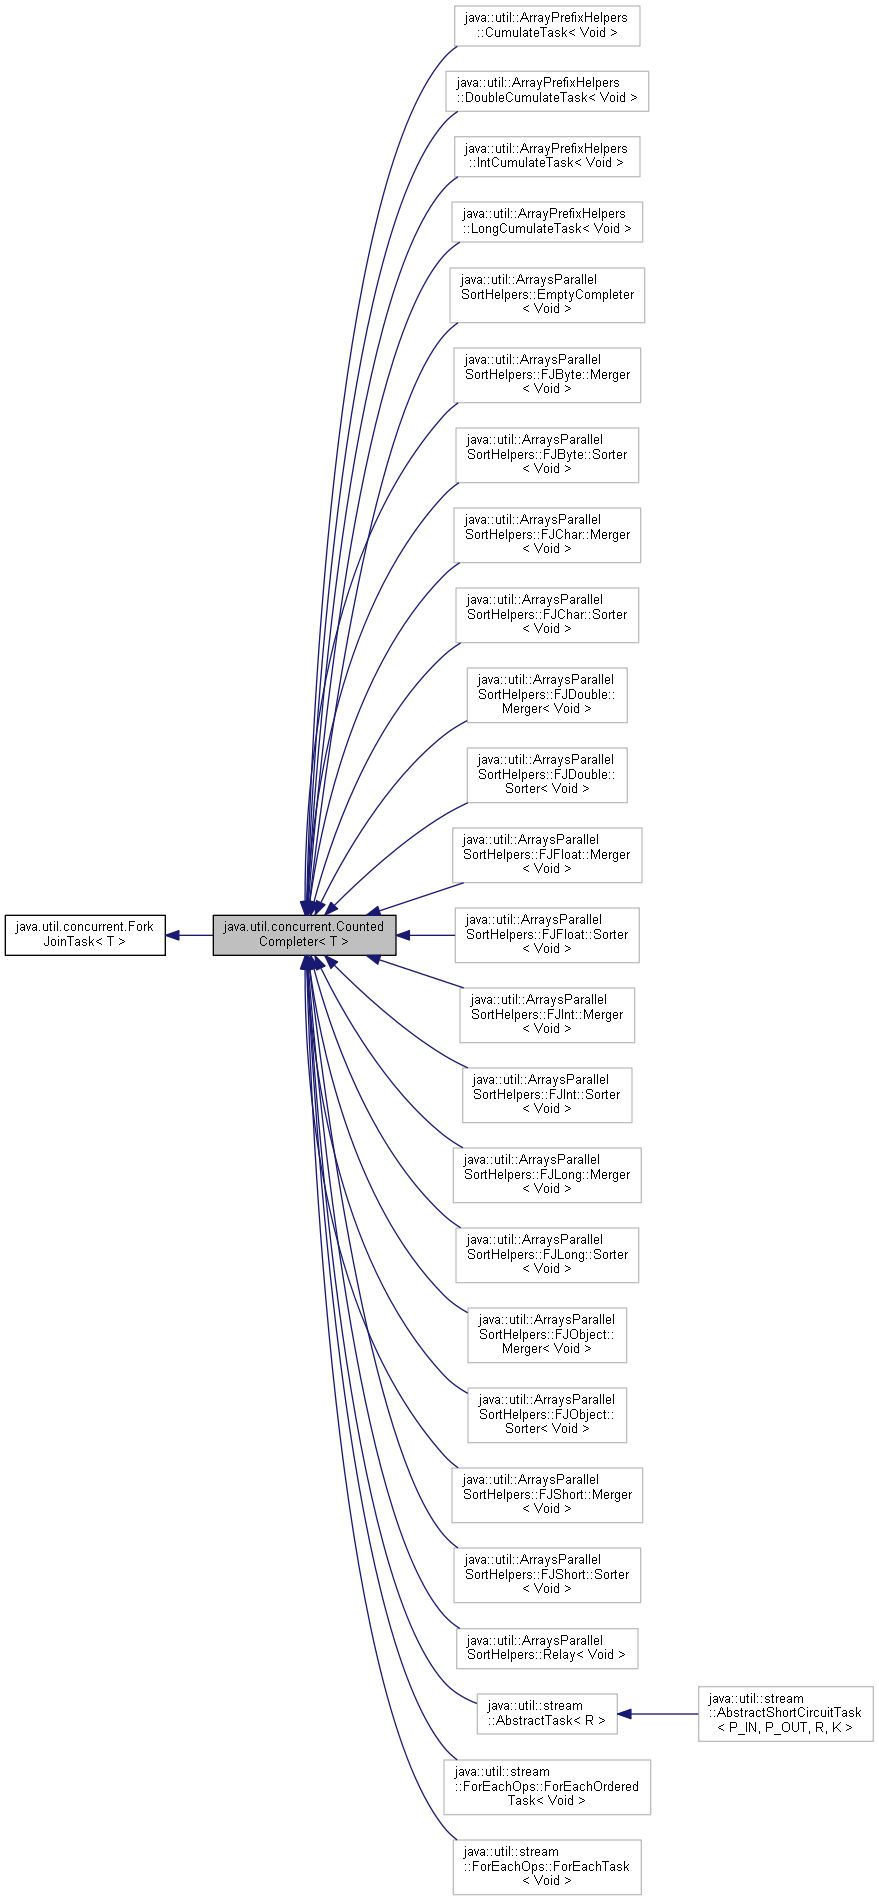 java::util::ArrayPrefixHelpers
::CumulateTask< Void >
java::util::ArrayPrefixHelpers
::DoubleCumulateTask< Void >
java::util::ArrayPrefixHelpers
::IntCumulateTask< Void >
java::util::ArrayPrefixHelpers
::LongCumulateTask< Void >
java::util::ArraysParallel
SortHelpers::EmptyCompleter
< Void >
java::util::ArraysParallel
SortHelpers::FJByte::Merger
< Void >
java::util::ArraysParallel
SortHelpers::FJByte::Sorter
< Void >
java::util::ArraysParallel
SortHelpers::FJChar::Merger
< Void >
java::util::ArraysParallel
SortHelpers::FJChar::Sorter
< Void >
java::util::ArraysParallel
SortHelpers::FJDouble::
Merger< Void >
java::util::ArraysParallel
SortHelpers::FJDouble::
Sorter< Void >
java::util::ArraysParallel
SortHelpers::FJFloat::Merger
< Void >
java.util.concurrent.Fork
JoinTask< T >
java.util.concurrent.Counted
Completer< T >
java::util::ArraysParallel
SortHelpers::FJFloat::Sorter
< Void >
java::util::ArraysParallel
SortHelpers::FJInt::Merger
< Void >
java::util::ArraysParallel
SortHelpers::FJInt::Sorter
< Void >
java::util::ArraysParallel
SortHelpers::FJLong::Merger
< Void >
java::util::ArraysParallel
SortHelpers::FJLong::Sorter
< Void >
java::util::ArraysParallel
SortHelpers::FJObject::
Merger< Void >
java::util::ArraysParallel
SortHelpers::FJObject::
Sorter< Void >
java::util::ArraysParallel
SortHelpers::FJShort::Merger
< Void >
java::util::ArraysParallel
SortHelpers::FJShort::Sorter
< Void >
java::util::ArraysParallel
SortHelpers::Relay< Void >
java::util::stream
::AbstractTask< R >
java::util::stream
::AbstractShortCircuitTask
< P_IN, P_OUT, R, K >
java::util::stream
::ForEachOps::ForEachOrdered
Task< Void >
java::util::stream
::ForEachOps::ForEachTask
< Void >